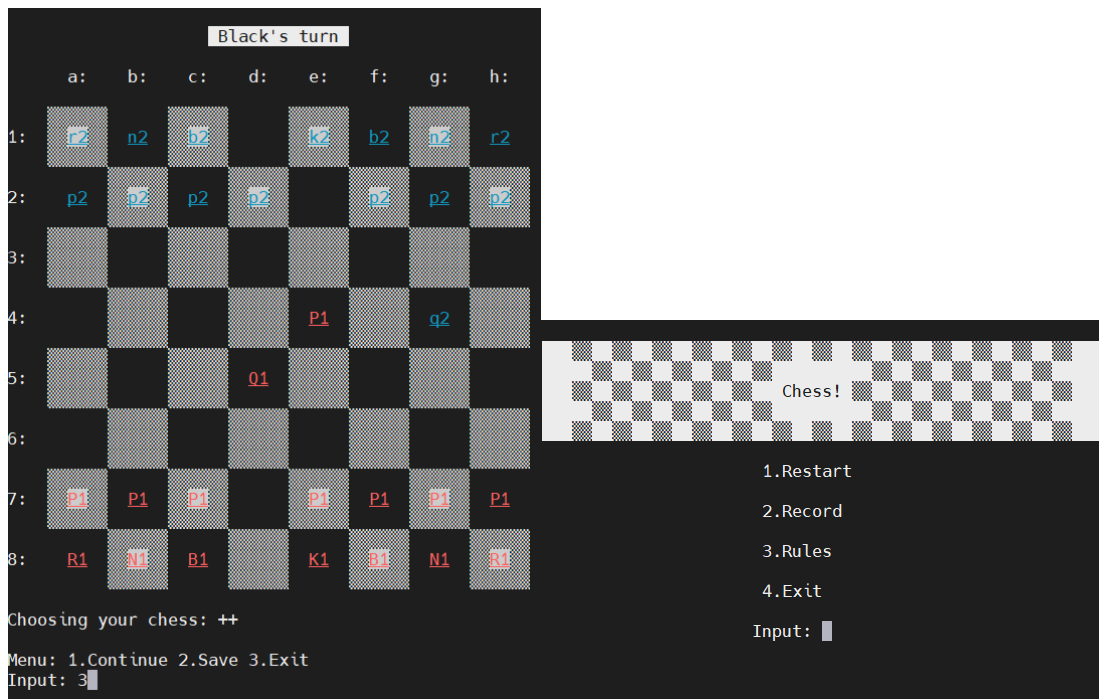 Black's turn
a: b: c: d: e: f: g: h:
1: r2 n2 b2 k2 b2 n2 r2
2: p2 p2 p2 p2 p2 p2 p2
3:
4: P1 q2
5: Q1
6:
7: P1 P1 P1 P1 P1 P1 P1
8: R1 N1 B1 K1 B1 N1 R1
Choosing your chess: ++
Menu: 1.Continue 2.Save 3.Exit
Input: 3
Chess!
1.Restart
2.Record
3.Rules
4.Exit
Input: